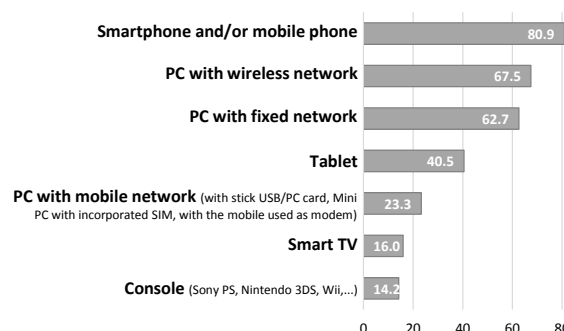 Smartphone and/or mobile phone 80.9
PC with wireless network 67.5
PC with fixed network 62.7
Tablet 40.5
PC with mobile network (with stick USB/PC card, Mini
PC with incorporated SIM, with the mobile used as modem) 23.3
Smart TV 16.0
Console (Sony PS, Nintendo 3DS, Wii,...) 14.2
0 20 40 60 80